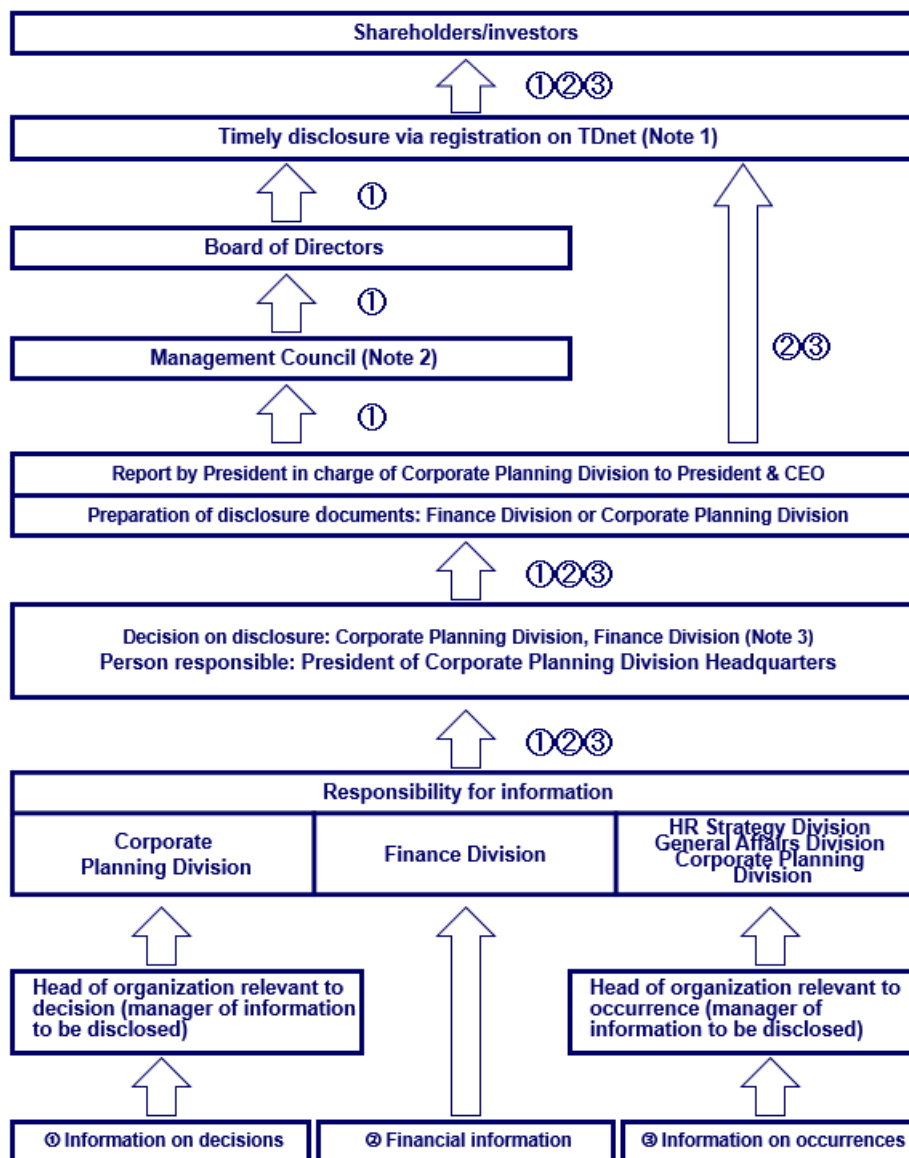 Shareholders/investors
①②③
Timely disclosure via registration on TDnet (Note 1)
①
Board of Directors
①
Management Council (Note 2)
②③
①
Report by President in charge of Corporate Planning Division to President & CEO
Preparation of disclosure documents: Finance Division or Corporate Planning Division
①②③
Decision on disclosure: Corporate Planning Division, Finance Division (Note 3)
Person responsible: President of Corporate Planning Division Headquarters
①②③
Responsibility for information
Corporate
Planning Division
Finance Division
HR Strategy Division
General Affairs Division
Corporate Planning
Division
Head of organization relevant to
decision (manager of information
to be disclosed)
Head of organization relevant to
occurrence (manager of
information to be disclosed)
① Information on decisions
② Financial information
③ Information on occurrences